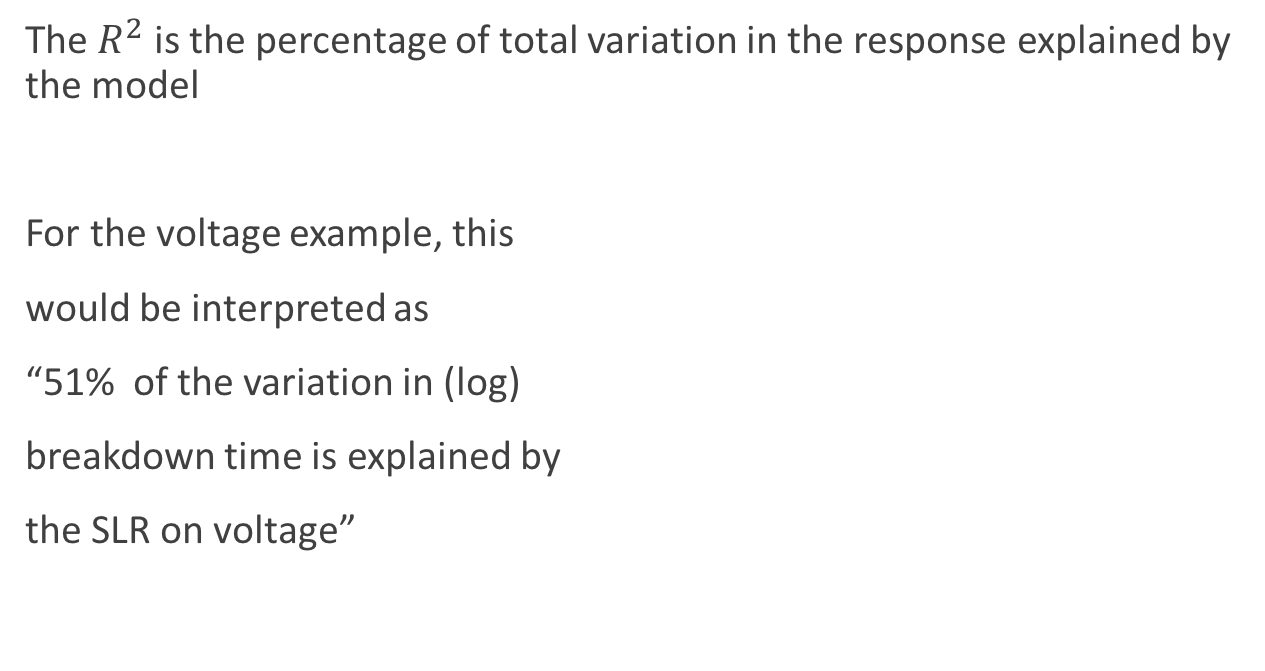 The R² is the percentage of total variation in the response explained by
the model
For the voltage example, this
would be interpreted as
“51%  of the variation in (log)
breakdown time is explained by
the SLR on voltage”